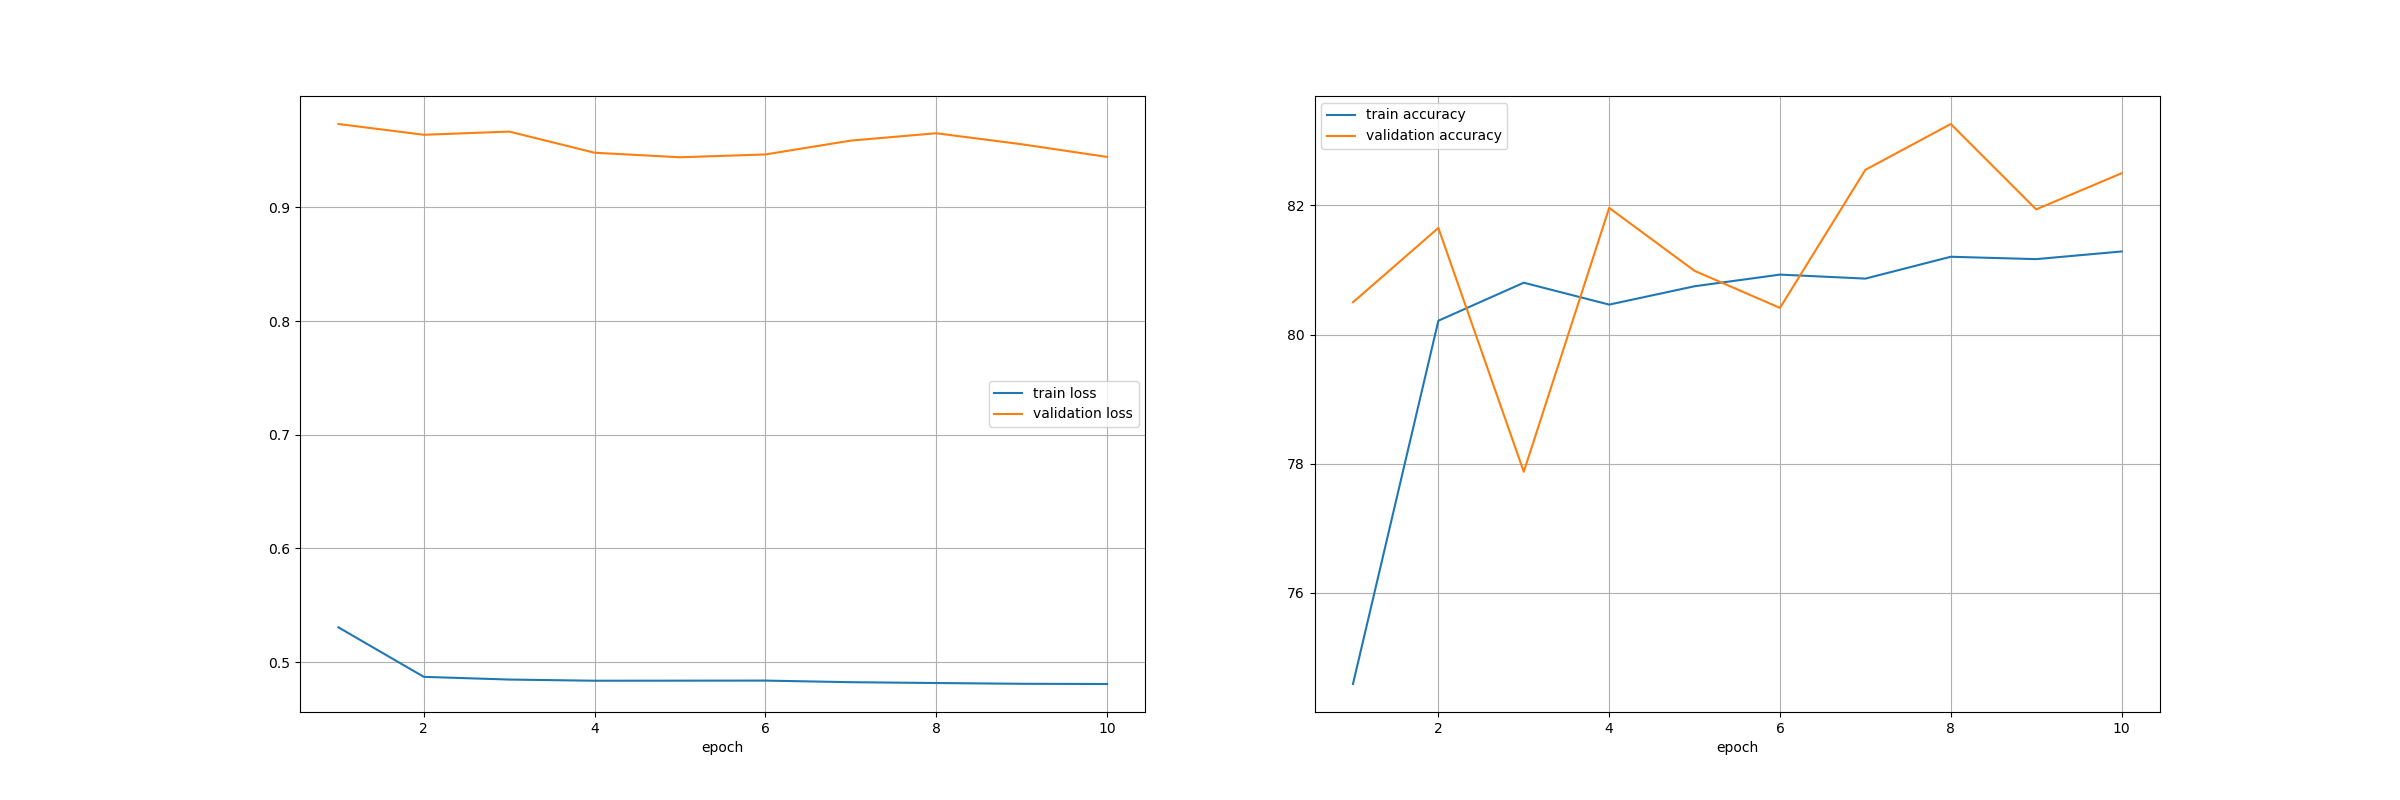 0.9
0.8
0.7
0.6
0.5
train loss
validation loss
2 4 6 8 10
epoch
train accuracy
validation accuracy
82
80
78
76
2 4 6 8 10
epoch